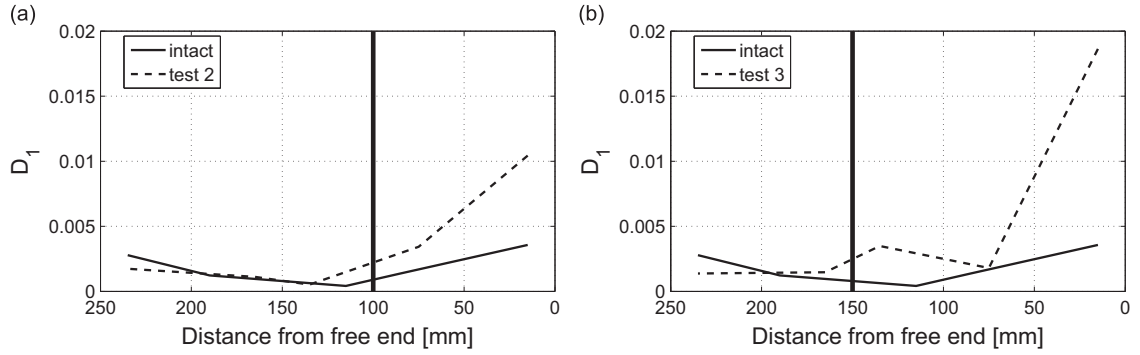 (a)
0.02
0.015
0.01
0.005
0
D1
intact
test 2
250 200 150 100 50 0
Distance from free end [mm]
(b)
0.02
0.015
0.01
0.005
0
D1
intact
test 3
250 200 150 100 50 0
Distance from free end [mm]